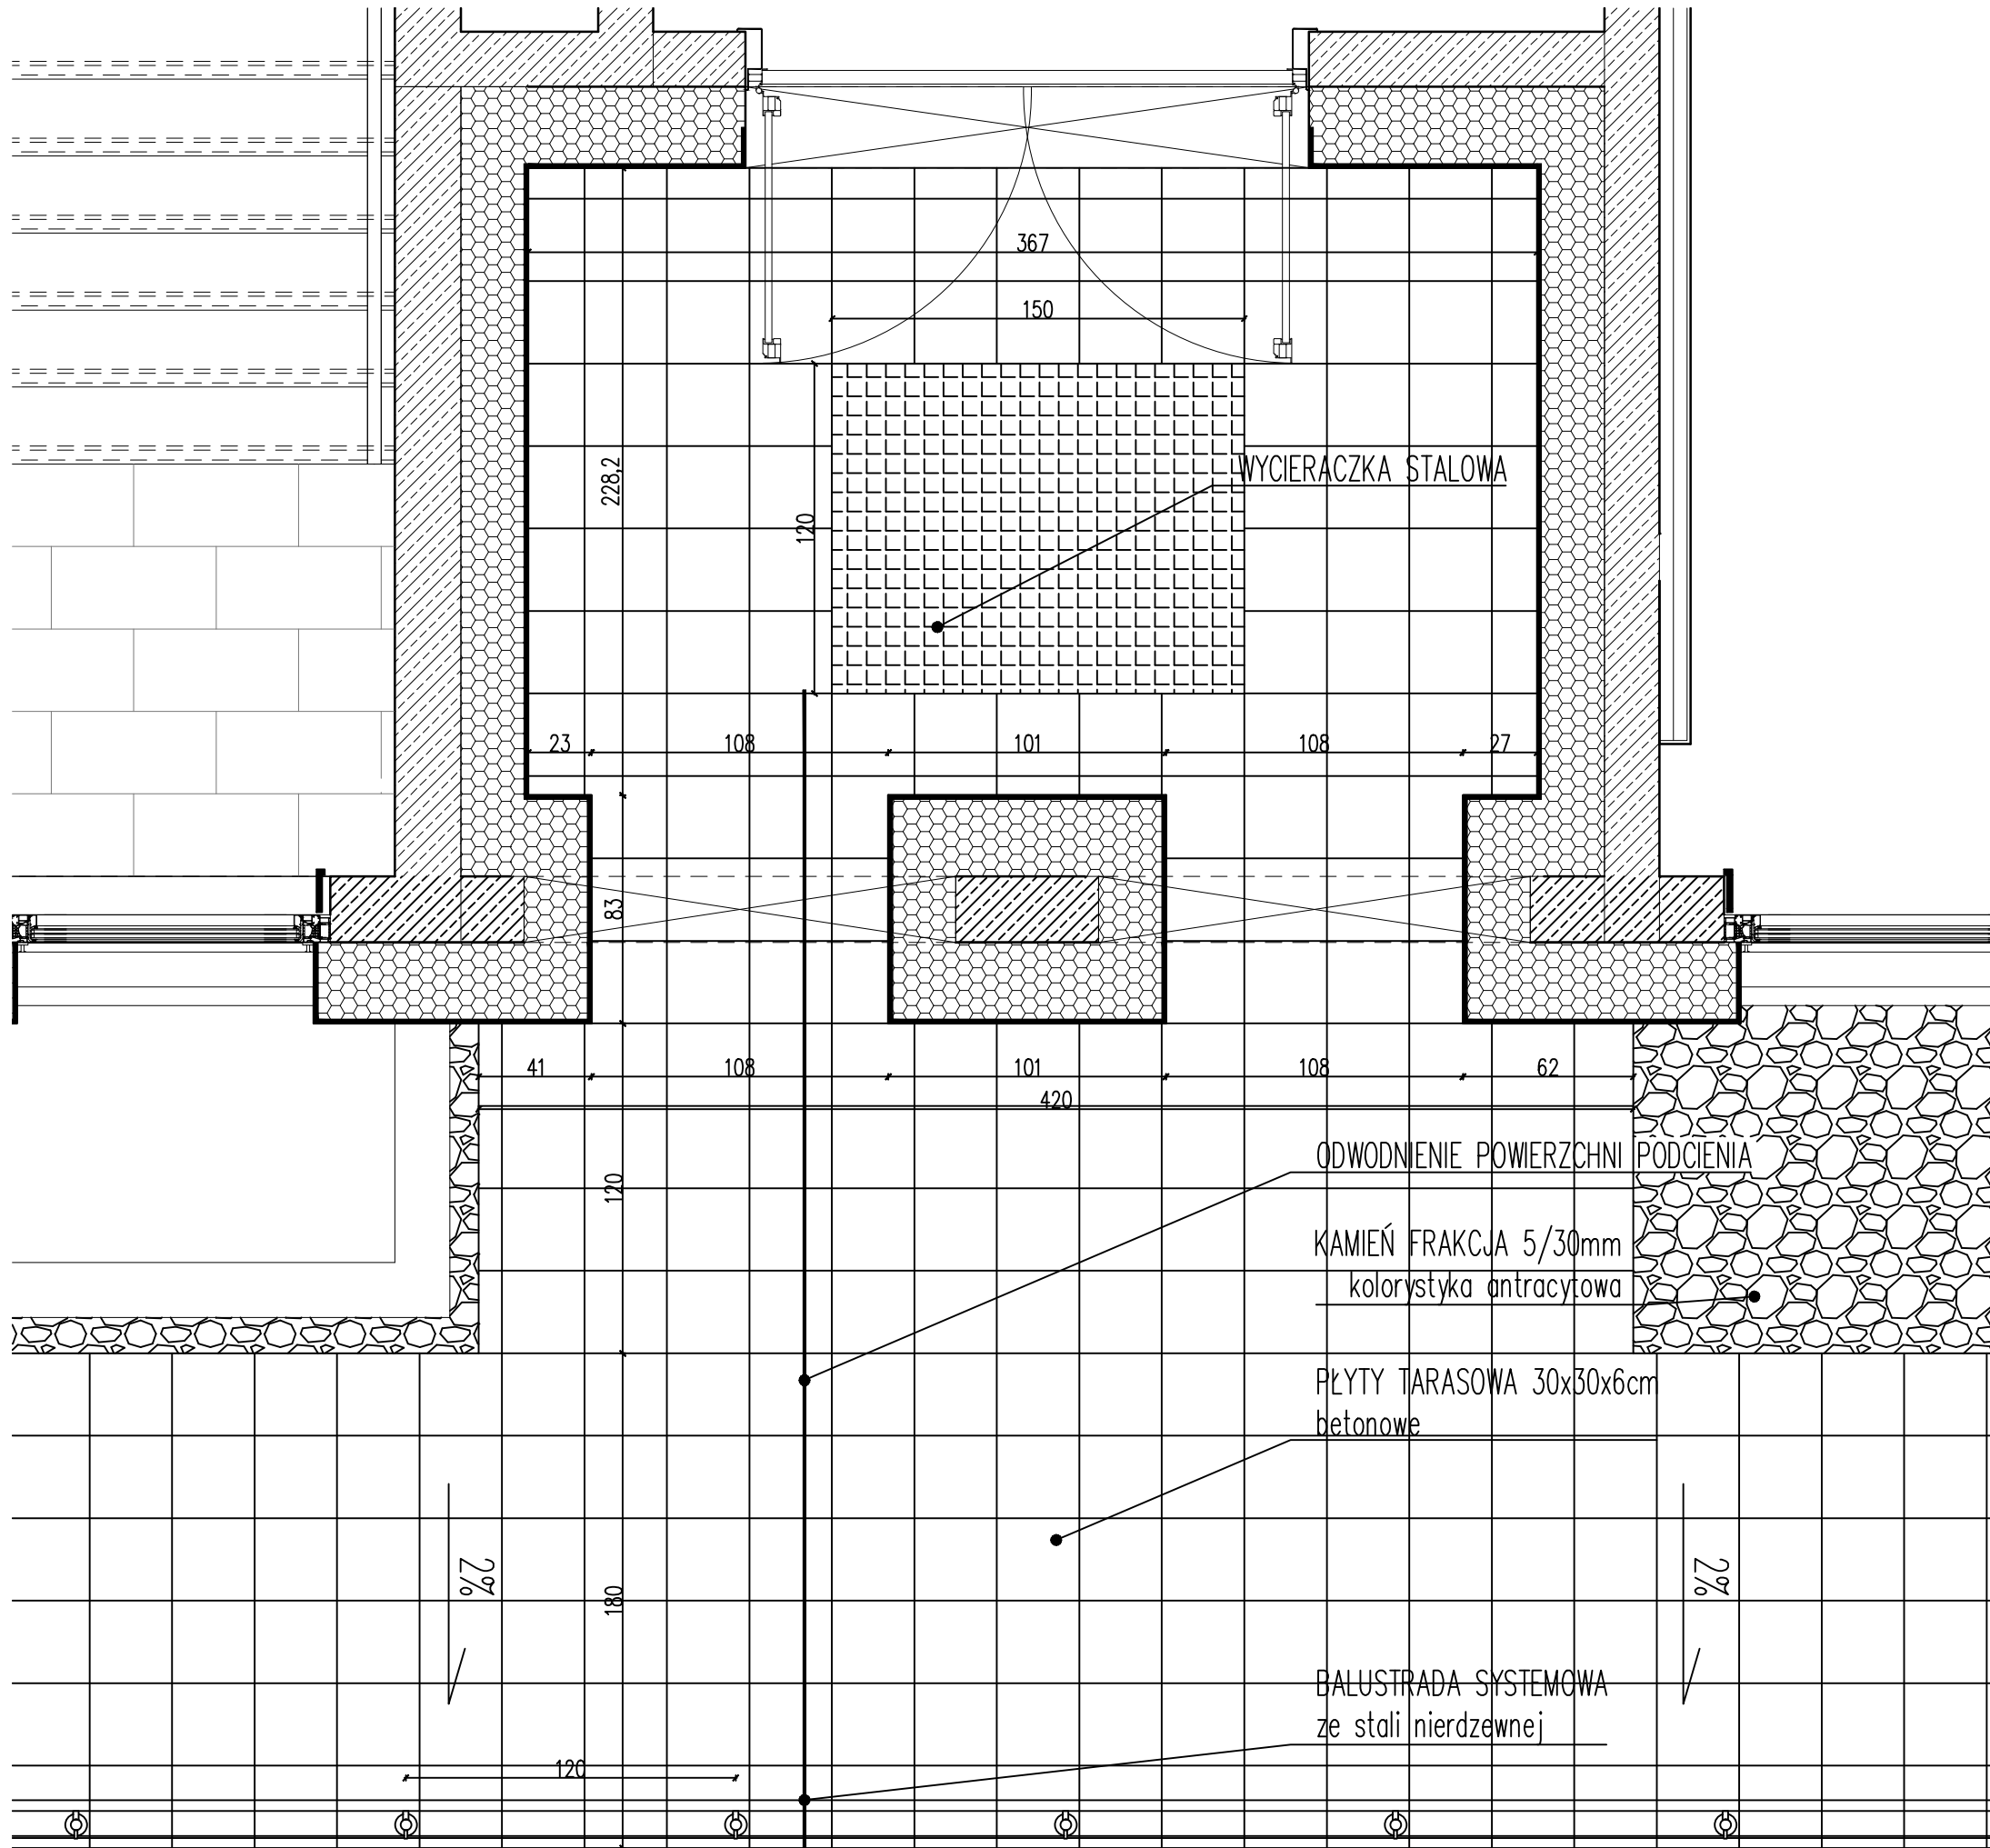 367
150
WYCIERACZKA STALOWA
228,2
120
23
108
101
108
27
83
41
108
101
108
62
420
ODWODNIENIE POWIERZCHNI PODCIENIA
120
KAMIEŃ FRAKCJA 5/30mm
kolorystyka antracytowa
PŁYTY TARASOWA 30x30x6cm
betonowe
2%
2%
180
BALUSTRADA SYSTEMOWA
ze stali nierdzewnej
120